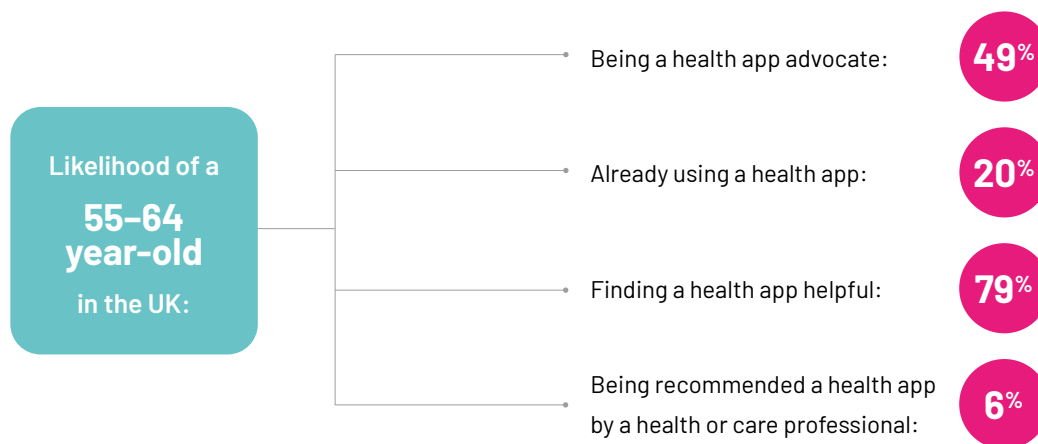 Likelihood of a
55–64
year-old
in the UK:
Being a health app advocate:
49%
Already using a health app:
20%
Finding a health app helpful:
79%
Being recommended a health app
by a health or care professional:
6%